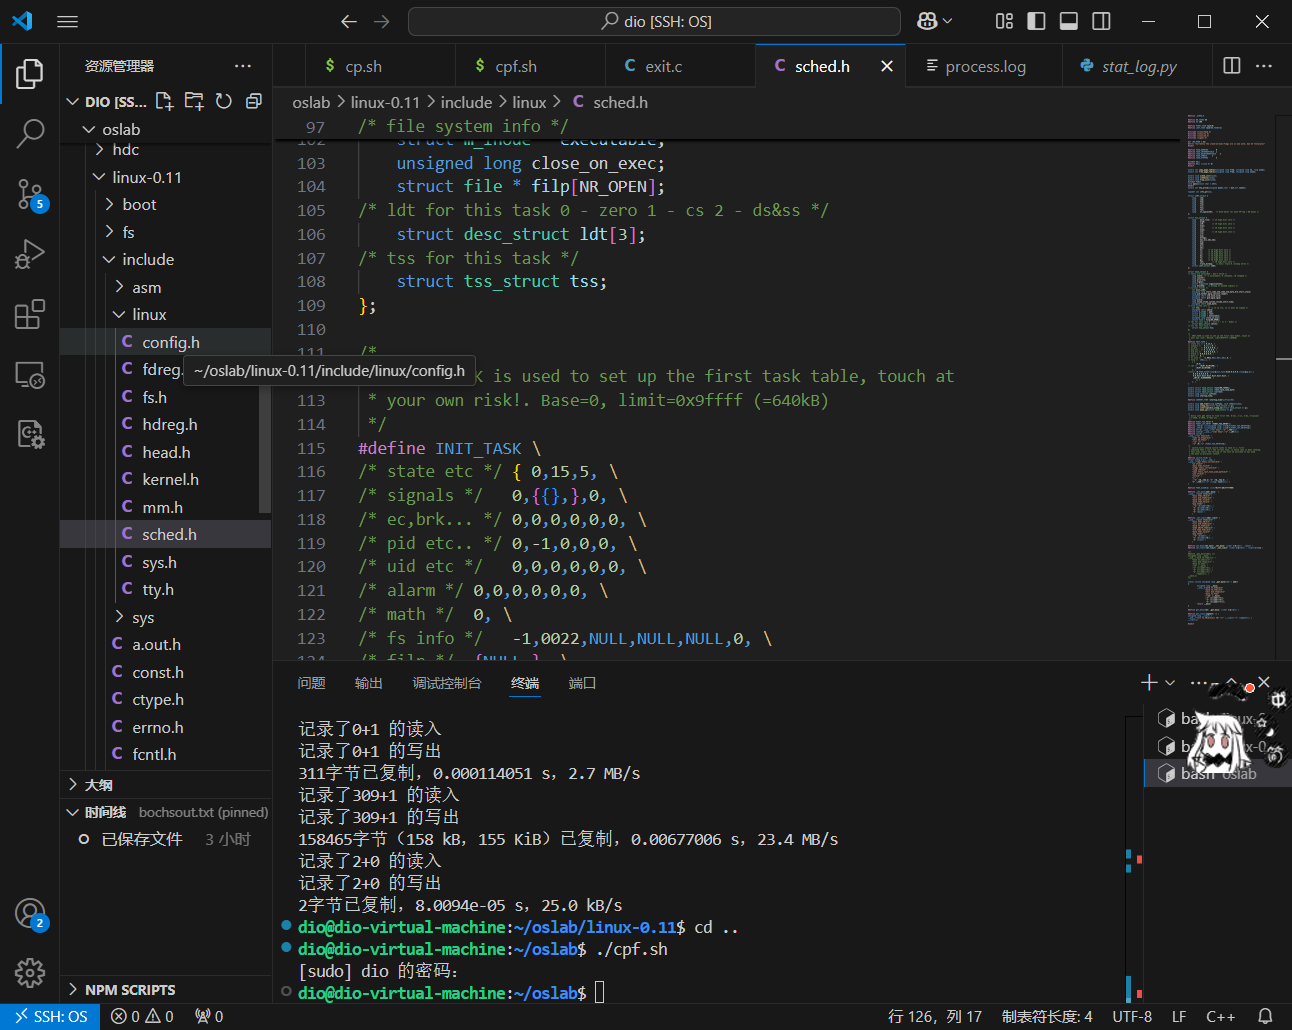 dio [SSH: OS]
资源管理器
cp.sh
cpf.sh
exit.c
sched.h
process.log
stat_log.py
DIO [SS...
oslab
hdc
linux-0.11
boot
fs
include
asm
linux
config.h
fdreg.
fs.h
hdreg.h
head.h
kernel.h
mm.h
sched.h
sys.h
tty.h
sys
a.out.h
const.h
ctype.h
errno.h
fcntl.h
大纲
时间线 bochsout.txt (pinned)
已保存文件 3 小时
NPM SCRIPTS
~/oslab/linux-0.11/include/linux/config.h
oslab > linux-0.11 > include > linux > C sched.h
97 /* file system info */
102 struct m_inode * executable;
103 unsigned long close_on_exec;
104 struct file * filp[NR_OPEN];
105 /* ldt for this task 0 - zero 1 - cs 2 - ds&ss */
106 struct desc_struct ldt[3];
107 /* tss for this task */
108 struct tss_struct tss;
109 };
110
111 /*
K is used to set up the first task table, touch at
113 * your own risk!. Base=0, limit=0x9ffff (=640kB)
114 */
115 #define INIT_TASK \
116 /* state etc */ { 0,15,5, \
117 /* signals */ 0,{{},},0, \
118 /* ec,brk... */ 0,0,0,0,0,0, \
119 /* pid etc.. */ 0,-1,0,0,0, \
120 /* uid etc */ 0,0,0,0,0,0, \
121 /* alarm */ 0,0,0,0,0,0, \
122 /* math */ 0, \
123 /* fs info */ -1,0022,NULL,NULL,NULL,0, \
124 /* filp */ {NULL,}, \
问题 输出 调试控制台 终端 端口
记录了0+1 的读入
记录了0+1 的写出
311字节已复制，0.000114051 s，2.7 MB/s
记录了309+1 的读入
记录了309+1 的写出
158465字节（158 kB，155 KiB）已复制，0.00677006 s，23.4 MB/s
记录了2+0 的读入
记录了2+0 的写出
2字节已复制，8.0094e-05 s，25.0 kB/s
dio@dio-virtual-machine:~/oslab/linux-0.11$ cd ..
dio@dio-virtual-machine:~/oslab$ ./cpf.sh
[sudo] dio 的密码：
dio@dio-virtual-machine:~/oslab$
bash oslab
5
2
SSH: OS
0 0 0
行 126，列 17
制表符长度: 4
UTF-8
LF
C++